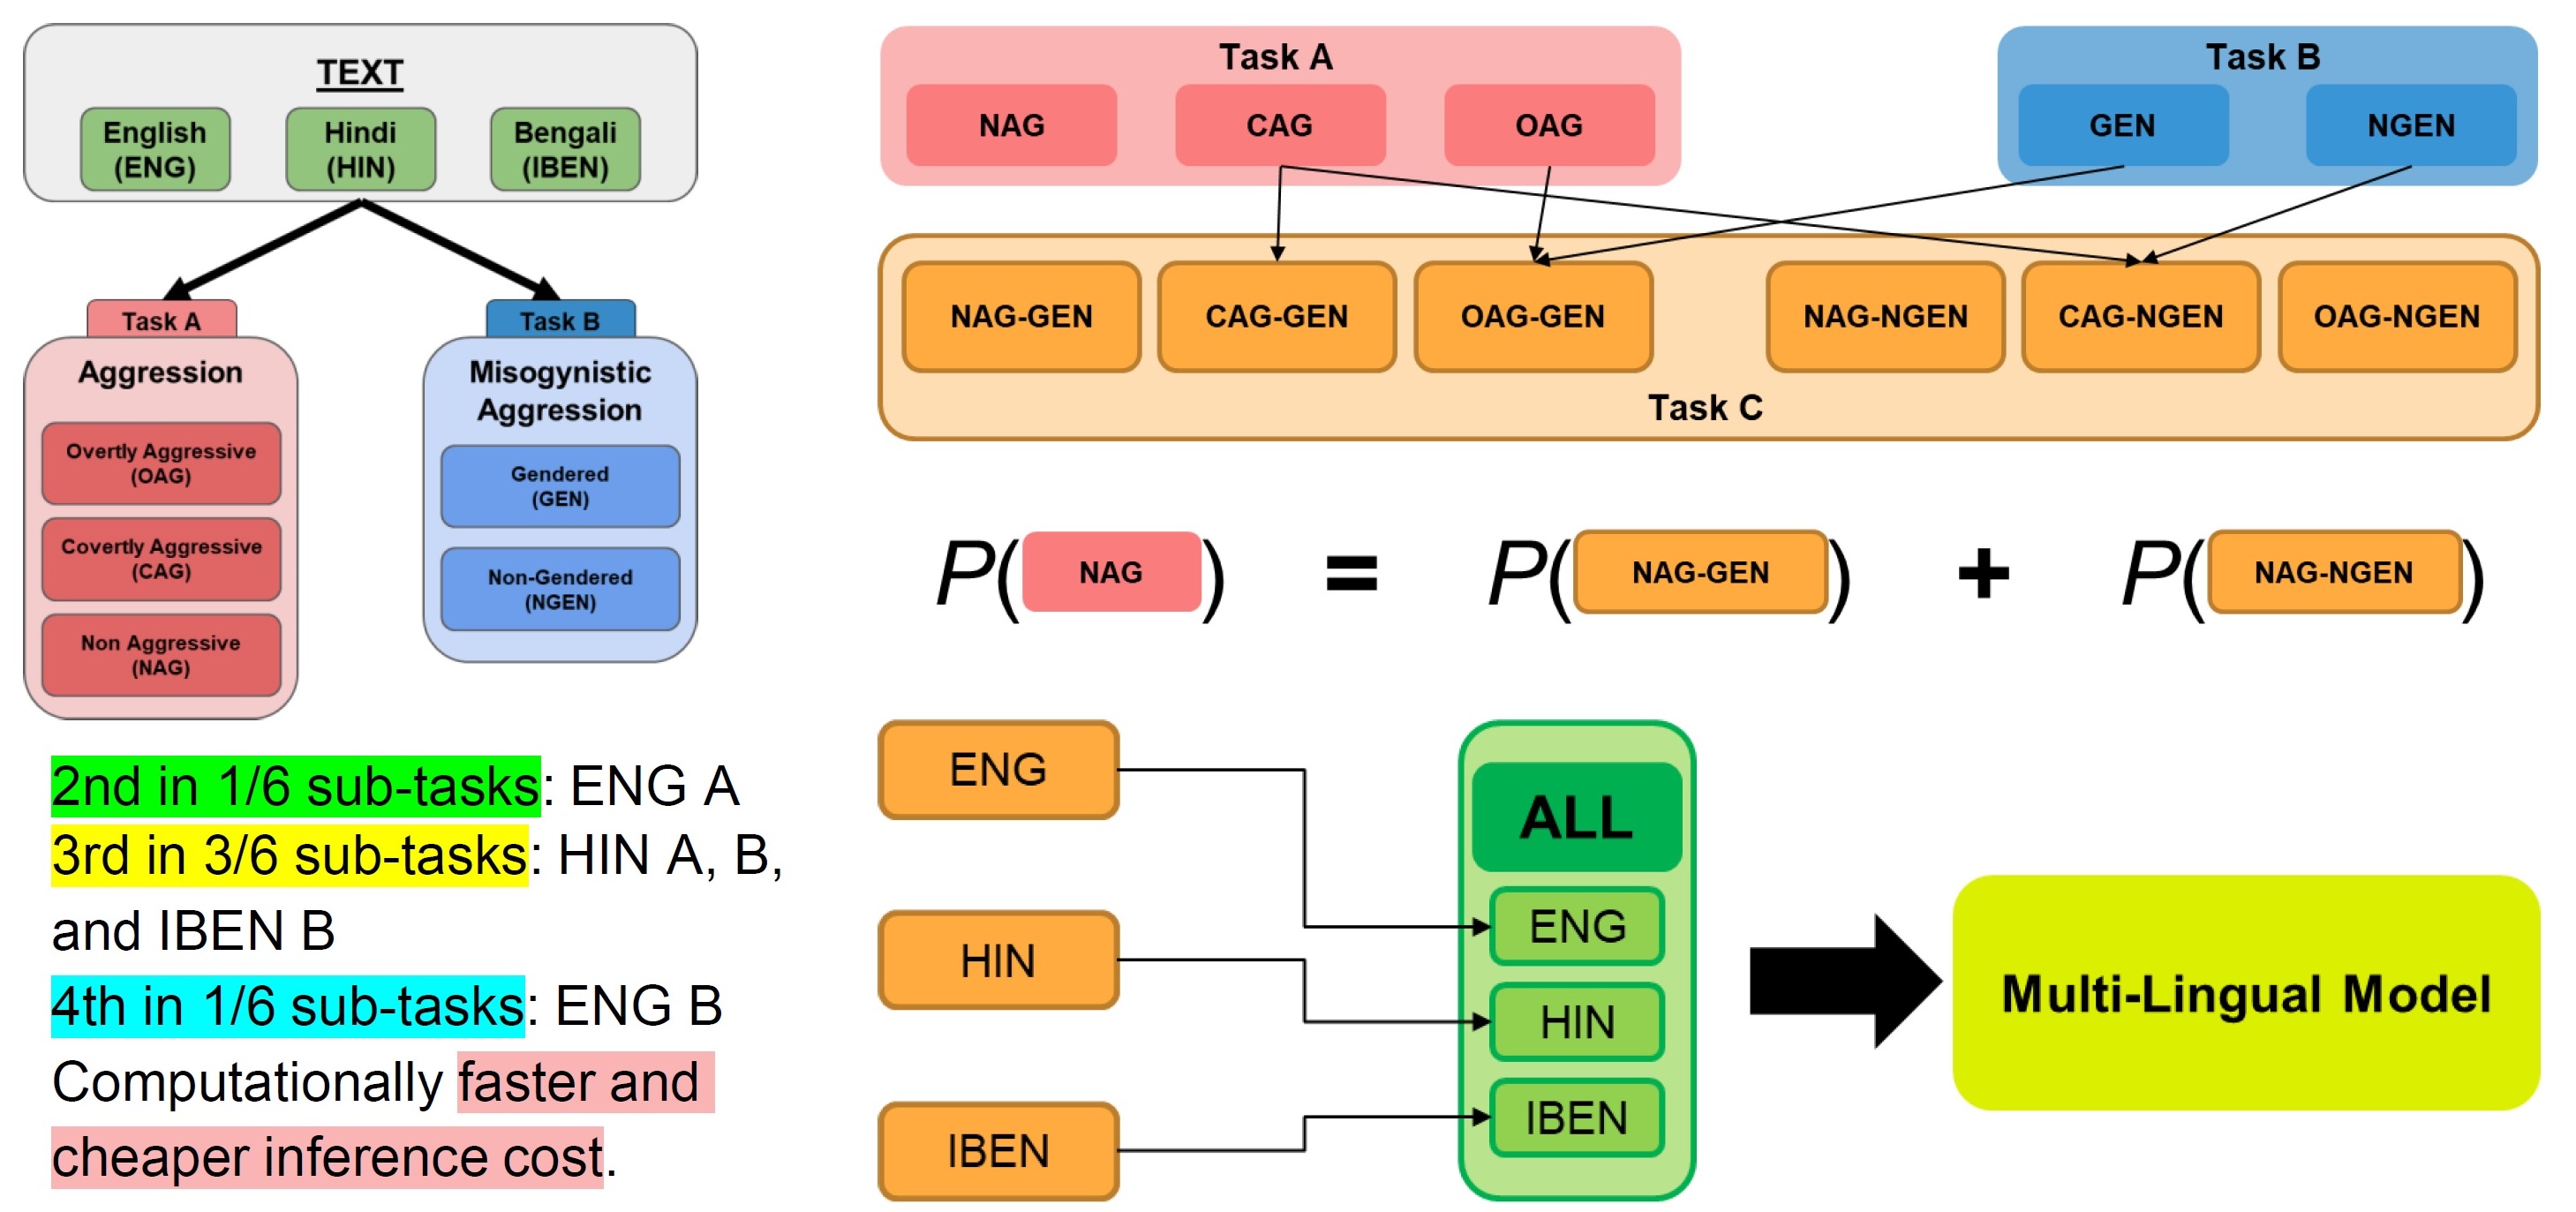 TEXT
English
(ENG)
Hindi
(HIN)
Bengali
(IBEN)
Task A
Aggression
Overtly Aggressive
(OAG)
Covertly Aggressive
(CAG)
Non Aggressive
(NAG)
Task B
Misogynistic
Aggression
Gendered
(GEN)
Non-Gendered
(NGEN)
2nd in 1/6 sub-tasks: ENG A
3rd in 3/6 sub-tasks: HIN A, B,
and IBEN B
4th in 1/6 sub-tasks: ENG B
Computationally faster and
cheaper inference cost.
Task A
NAG
CAG
OAG
Task B
GEN
NGEN
NAG-GEN
CAG-GEN
OAG-GEN
NAG-NGEN
CAG-NGEN
OAG-NGEN
Task C
P(NAG) = P(NAG-GEN) + P(NAG-NGEN)
ENG
HIN
IBEN
ALL
ENG
HIN
IBEN
Multi-Lingual Model